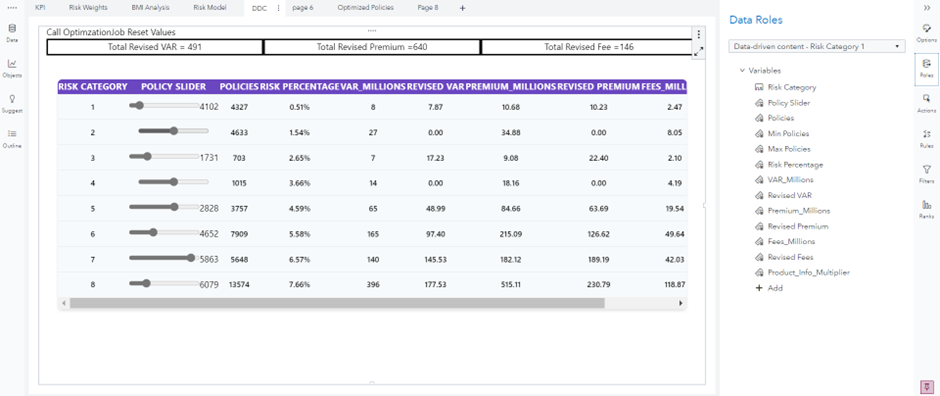 KPI Risk Weights BMI Analysis Risk Model DDC page 6 Optimized Policies Page 8
Data
Objects
Suggest
Outline
Call OptimzationJob Reset Values
Total Revised VAR = 491 Total Revised Premium =640 Total Revised Fee =146
RISK CATEGORY POLICY SLIDER POLICIES RISK PERCENTAGE VAR_MILLIONS REVISED VAR PREMIUM_MILLIONS REVISED PREMIUM FEES_MILL
1 4102 4327 0.51% 8 7.87 10.68 10.23 2.47
2 4633 1.54% 27 0.00 34.88 0.00 8.05
3 1731 703 2.65% 7 17.23 9.08 22.40 2.10
4 1015 3.66% 14 0.00 18.16 0.00 4.19
5 2828 3757 4.59% 65 48.99 84.66 63.69 19.54
6 4652 7909 5.58% 165 97.40 215.09 126.62 49.64
7 5863 5648 6.57% 140 145.53 182.12 189.19 42.03
8 6079 13574 7.66% 396 177.53 515.11 230.79 118.87
Data Roles
Data-driven content - Risk Category 1
Variables
Risk Category
Policy Slider
Policies
Min Policies
Max Policies
Risk Percentage
VAR_Millions
Revised VAR
Premium_Millions
Revised Premium
Fees_Millions
Revised Fees
Product_Info_Multiplier
Add
Options
Roles
Actions
Rules
Filters
Ranks